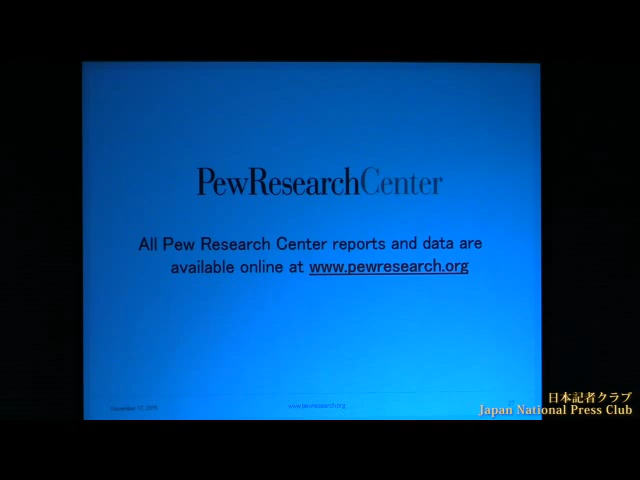 PewResearchCenter
All Pew Research Center reports and data are
available online at www.pewresearch.org
www.pewresearch.org
27
日本記者クラブ
Japan National Press Club